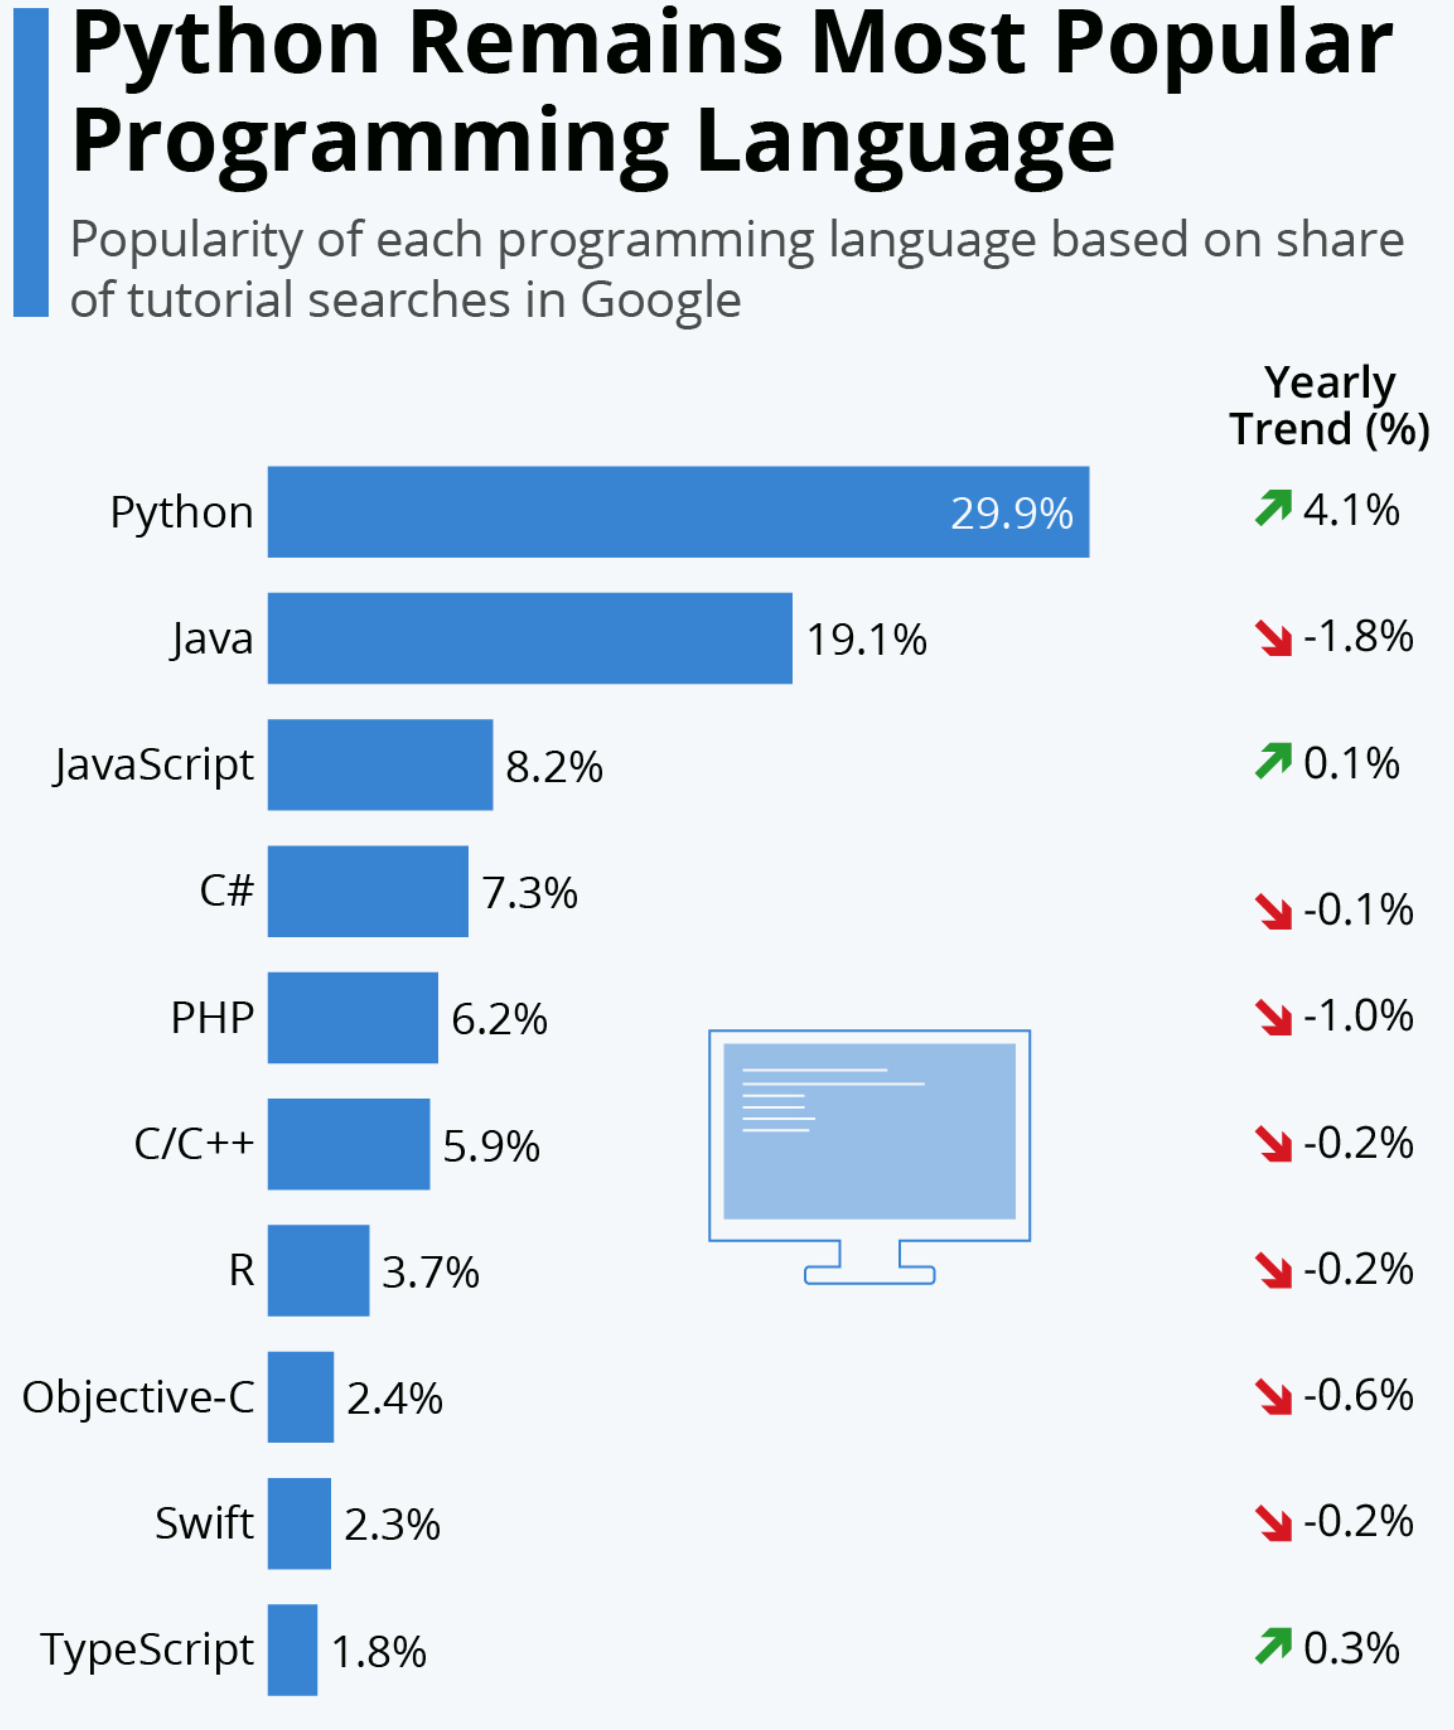 Python Remains Most Popular
Programming Language
Popularity of each programming language based on share
of tutorial searches in Google
Yearly
Trend (%)
Python 29.9% 4.1%
Java 19.1% -1.8%
JavaScript 8.2% 0.1%
C# 7.3% -0.1%
PHP 6.2% -1.0%
C/C++ 5.9% -0.2%
R 3.7% -0.2%
Objective-C 2.4% -0.6%
Swift 2.3% -0.2%
TypeScript 1.8% 0.3%